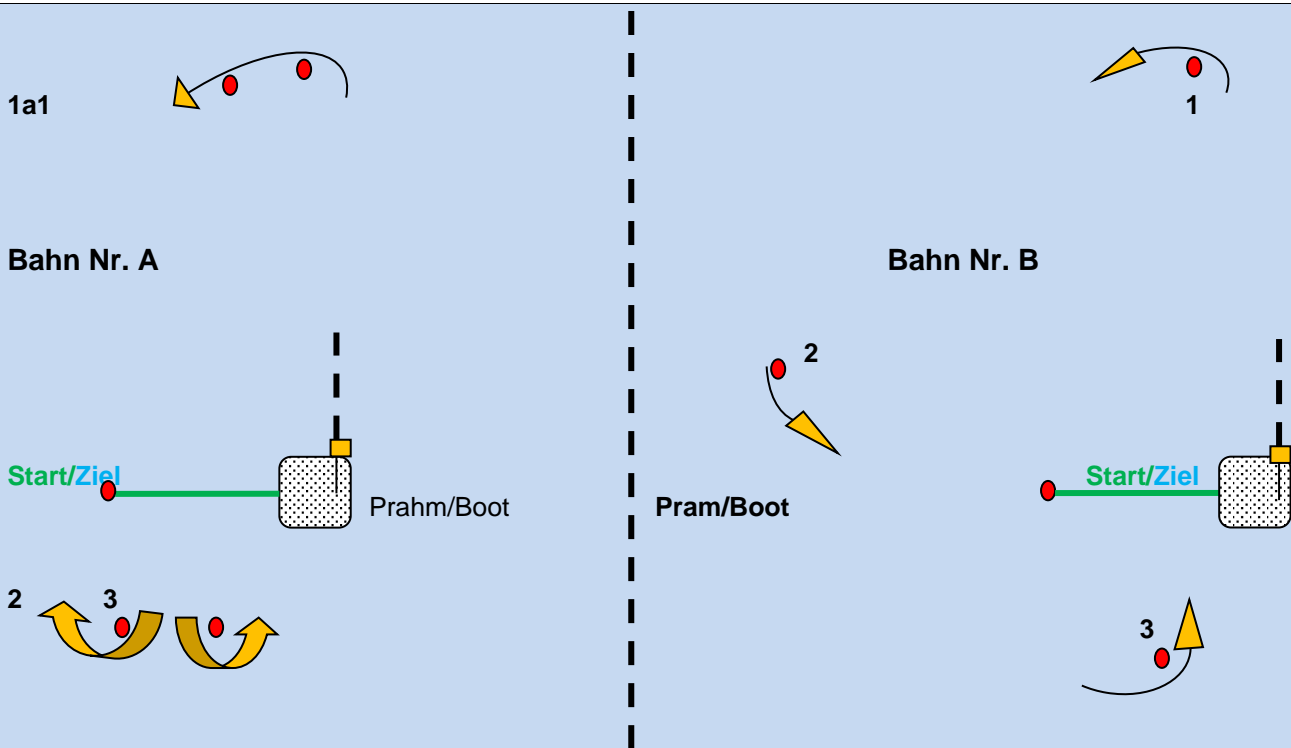 1a1
Bahn Nr. A
Start/Ziel
Prahm/Boot
2 3
1
Bahn Nr. B
2
Pram/Boot
Start/Ziel
3